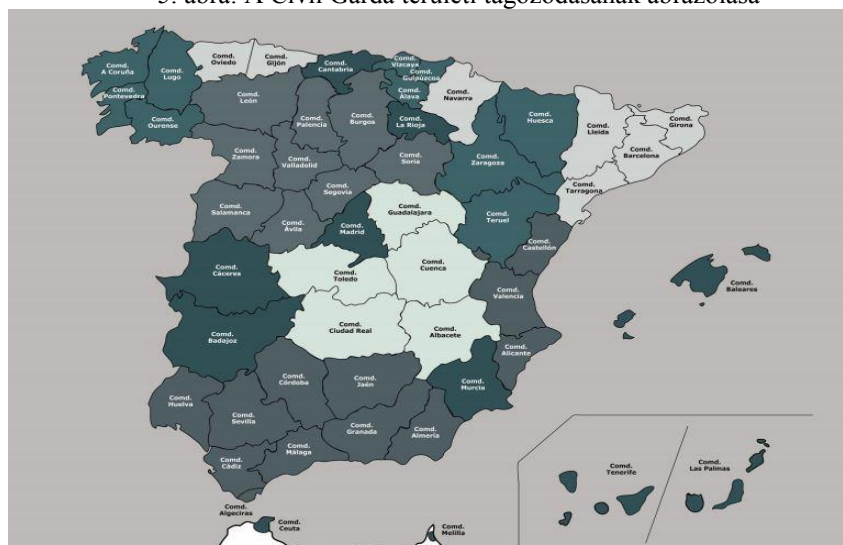 5. ábra: A Civil Gárda területi tagozódásának ábrázolása
Comd.
A Coruña
Comd.
Lugo
Comd.
Oviedo
Comd.
Gijón
Comd.
Cantabria
Comd.
Vizcaya
Comd.
Guipúzcoa
Comd.
Álava
Comd.
Navarra
Comd.
Pontevedra
Comd.
Ourense
Comd.
León
Comd.
Palencia
Comd.
Burgos
Comd.
La Rioja
Comd.
Huesca
Comd.
Lleida
Comd.
Girona
Comd.
Barcelona
Comd.
Zamora
Comd.
Valladolid
Comd.
Soria
Comd.
Zaragoza
Comd.
Tarragona
Comd.
Segovia
Comd.
Salamanca
Comd.
Ávila
Comd.
Madrid
Comd.
Guadalajara
Comd.
Teruel
Comd.
Castellón
Comd.
Cáceres
Comd.
Toledo
Comd.
Cuenca
Comd.
Valencia
Comd.
Baleares
Comd.
Badajoz
Comd.
Ciudad Real
Comd.
Albacete
Comd.
Alicante
Comd.
Murcia
Comd.
Huelva
Comd.
Sevilla
Comd.
Córdoba
Comd.
Jaén
Comd.
Granada
Comd.
Almería
Comd.
Málaga
Comd.
Cádiz
Comd.
Algeciras
Comd.
Ceuta
Comd.
Melilla
Comd.
Tenerife
Comd.
Las Palmas